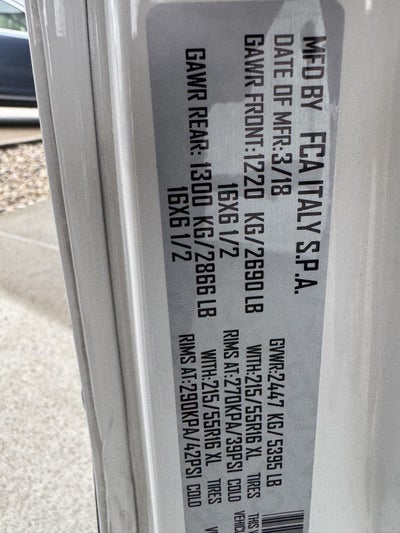 MFD BY FCA ITALY S.P.A.
DATE OF MFR:3/18 GVWR:2447 KG/ 5395 LB
GAWR FRONT:1220 KG/2690 LB WITH:215/55R16 XL TIRES
16X6 1/2 RIMS AT:270KPA/39PSI COLD
GAWR REAR: 1300 KG/2866 LB WITH:215/55R16 XL TIRES
16X6 1/2 RIMS AT:290KPA/42PSI COLD
THIS